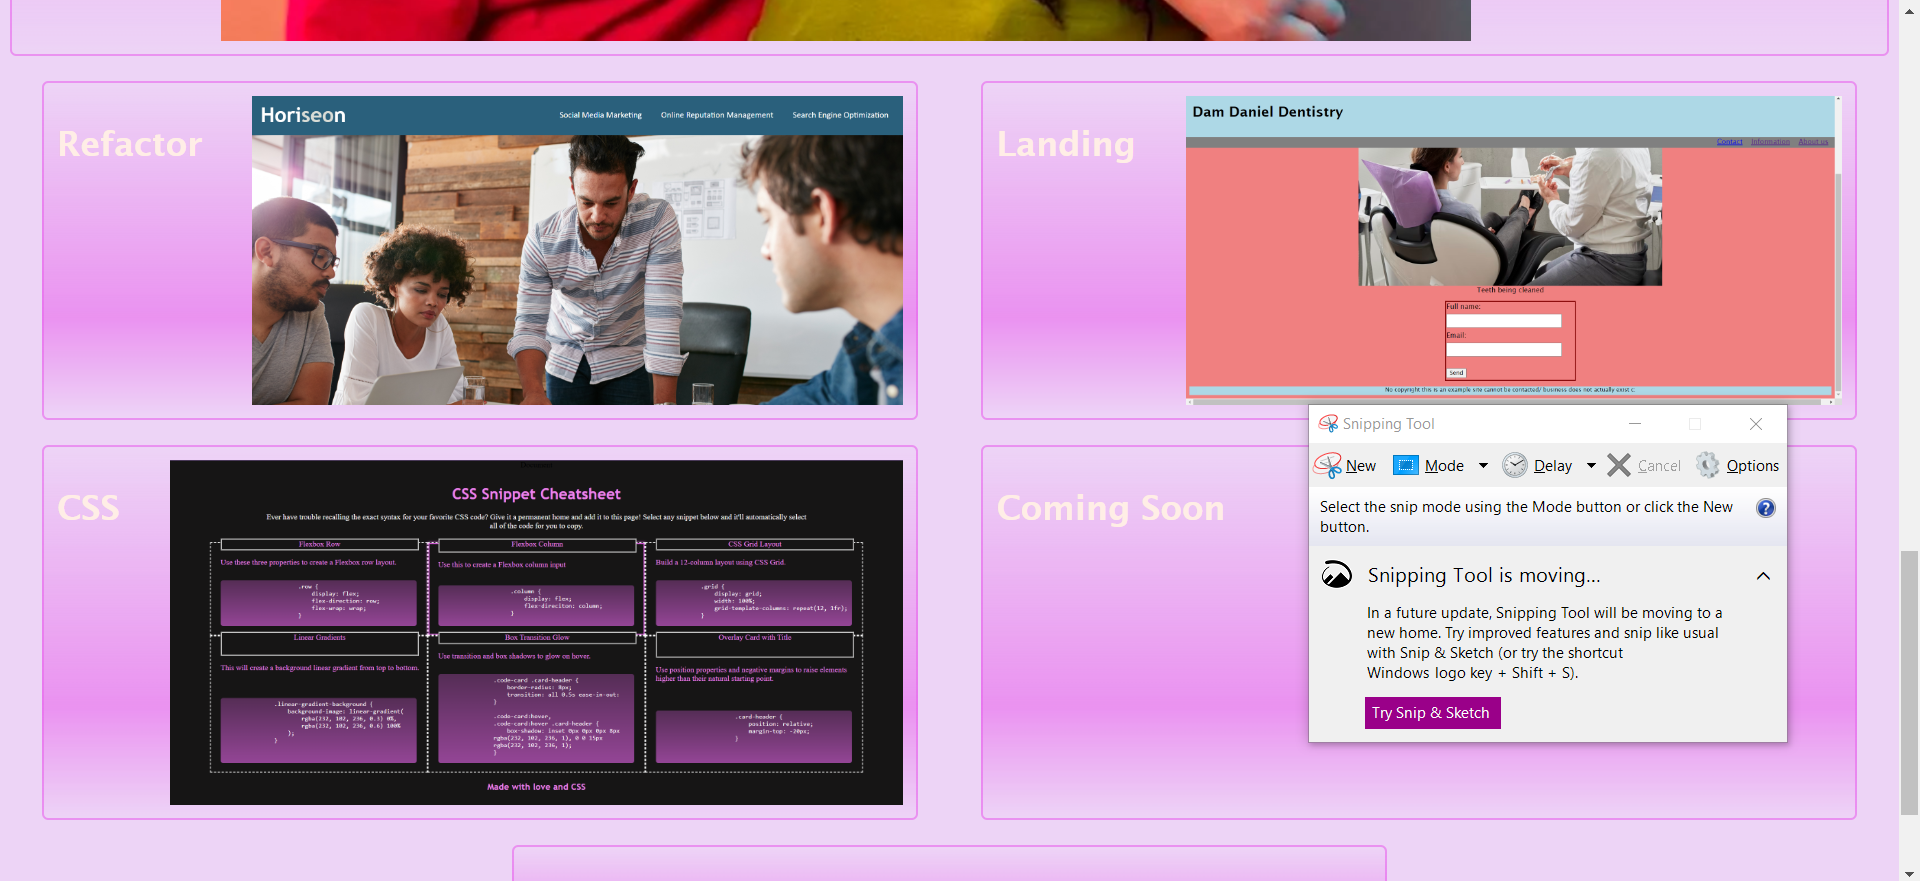 Refactor
Horiseon
Social Media Marketing
Online Reputation Management
Search Engine Optimization
Landing
Dam Daniel Dentistry
Contact
Information
About us
Teeth being cleaned
Full name:
Email:
Send
No copyright this is an example site cannot be contacted/ business does not actually exist c
CSS
CSS Snippet Cheatsheet
Ever have trouble recalling the exact syntax for your favorite CSS code? Give it a permanent home and add it to this page! Select any snippet below and it'll automatically select
all of the code for you to copy.
Flexbox Row
Use these three properties to create a Flexbox row layout.
.row {
display: flex;
flex-direction: row;
flex-wrap: wrap;
}
Flexbox Column
Use this to create a Flexbox column input
.column {
display: flex;
flex-direciton: column;
}
CSS Grid Layout
Build a 12-column layout using CSS Grid.
.grid {
display: grid;
width: 100%;
grid-template-columns: repeat(12, 1fr);
}
Linear Gradients
This will create a background linear gradient from top to bottom.
.linear-gradient-background {
background-image: linear-gradient(
rgba(232, 102, 236, 0.3) 0%,
rgba(232, 102, 236, 0.6) 100%
);
}
Box Transition Glow
Use transition and box shadows to glow on hover.
.code-card .card-header {
border-radius: 8px;
transition: all 0.5s ease-in-out;
}
.code-card:hover,
.code-card:hover .card-header {
box-shadow: inset 0px 0px 0px 8px
rgba(232, 102, 236, 1), 0 0 15px
rgba(232, 102, 236, 1);
}
Overlay Card with Title
Use position properties and negative margins to raise elements
higher than their natural starting point.
.card-header {
position: relative;
margin-top: -20px;
}
Made with love and CSS
Coming Soon
Snipping Tool
New
Mode
Delay
Cancel
Options
Select the snip mode using the Mode button or click the New
button.
Snipping Tool is moving...
In a future update, Snipping Tool will be moving to a
new home. Try improved features and snip like usual
with Snip & Sketch (or try the shortcut
Windows logo key + Shift + S).
Try Snip & Sketch